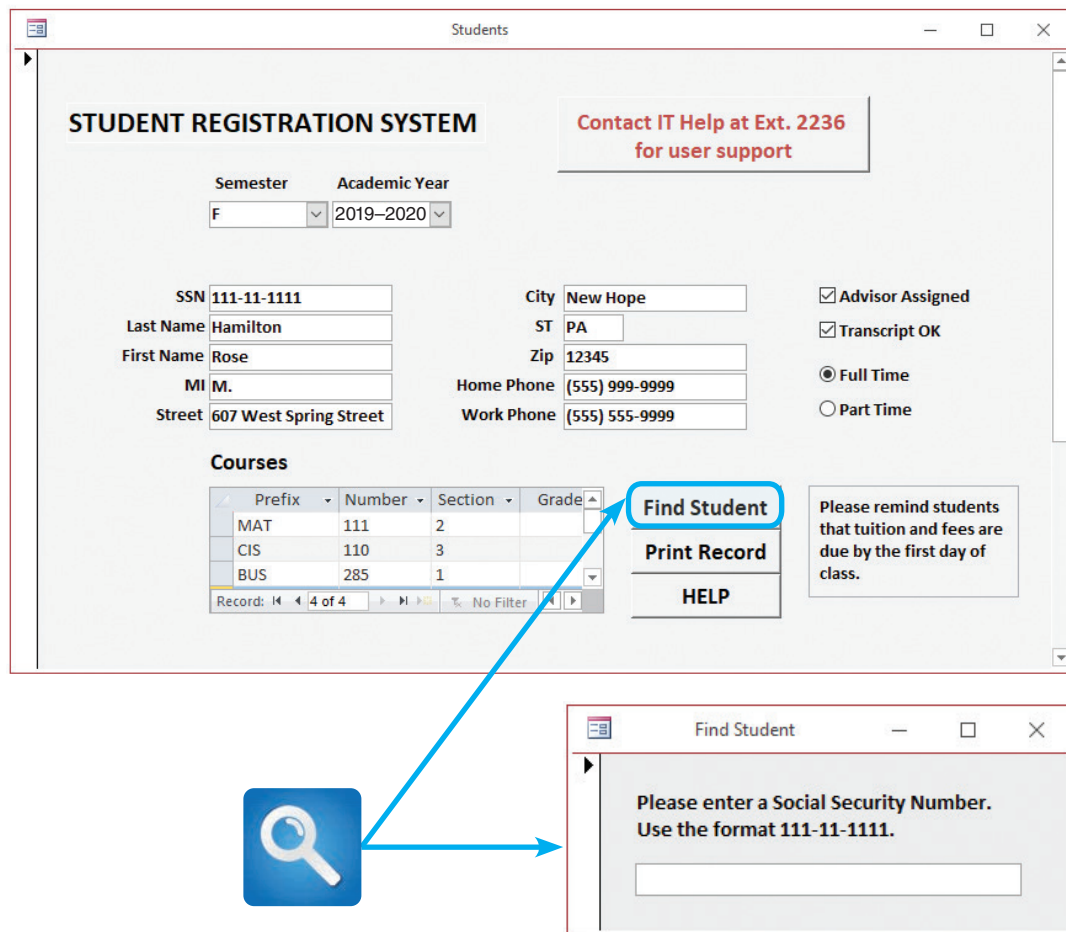 Students
STUDENT REGISTRATION SYSTEM
Contact IT Help at Ext. 2236
for user support
Semester Academic Year
F 2019–2020
SSN 111-11-1111
Last Name Hamilton
First Name Rose
MI M.
Street 607 West Spring Street
City New Hope
ST PA
Zip 12345
Home Phone (555) 999-9999
Work Phone (555) 555-9999
Advisor Assigned
Transcript OK
Full Time
Part Time
Courses
Prefix Number Section Grade
MAT 111 2
CIS 110 3
BUS 285 1
Record: 4 of 4 No Filter
Find Student
Print Record
HELP
Please remind students
that tuition and fees are
due by the first day of
class.
Find Student
Please enter a Social Security Number.
Use the format 111-11-1111.